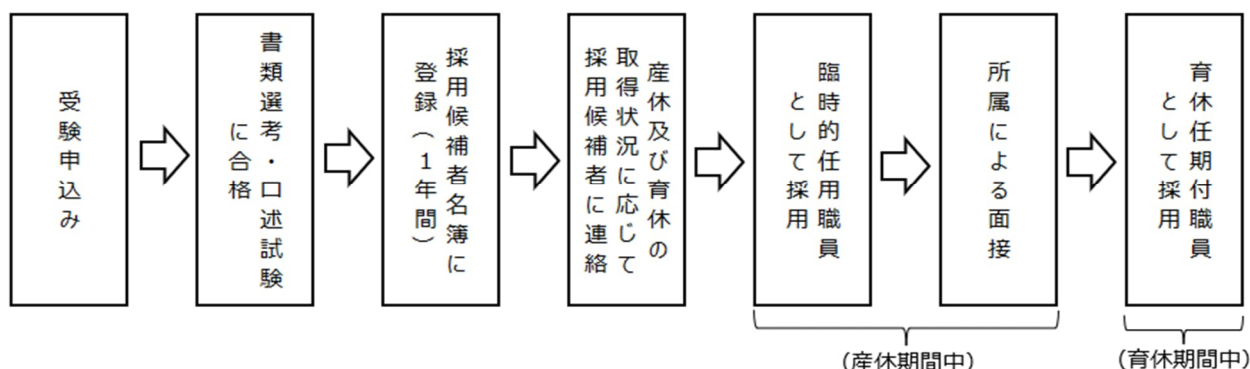 受験申込み
書類選考・口述試験
に合格
採用候補者名簿に
登録（１年間）
産休及び育休の
取得状況に応じて
採用候補者に連絡
臨時的任用職員
として採用
所属による面接
育休任期付職員
として採用
(産休期間中)
(育休期間中)